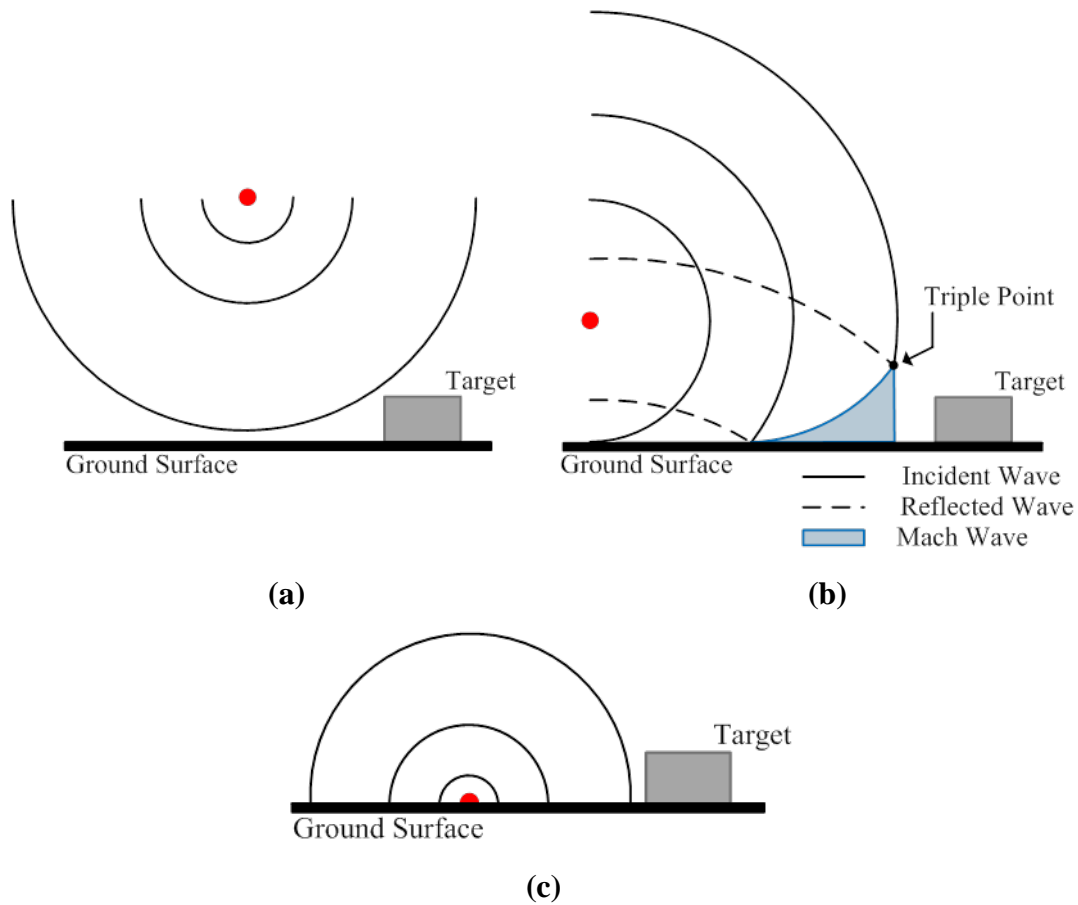 Target
Ground Surface
(a)
Triple Point
Target
Ground Surface
Incident Wave
Reflected Wave
Mach Wave
(b)
Target
Ground Surface
(c)